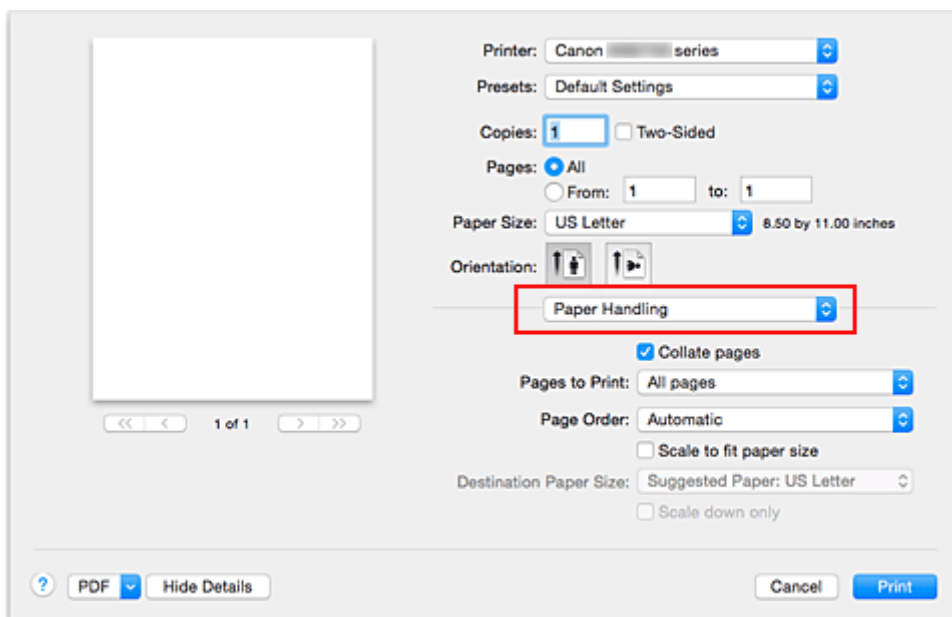 Printer: Canon series
Presets: Default Settings
Copies: 1 Two-Sided
Pages: All
From: 1 to: 1
Paper Size: US Letter 8.50 by 11.00 inches
Orientation:
Paper Handling
Collate pages
Pages to Print: All pages
1 of 1
Page Order: Automatic
Scale to fit paper size
Destination Paper Size: Suggested Paper: US Letter
Scale down only
? PDF Hide Details Cancel Print